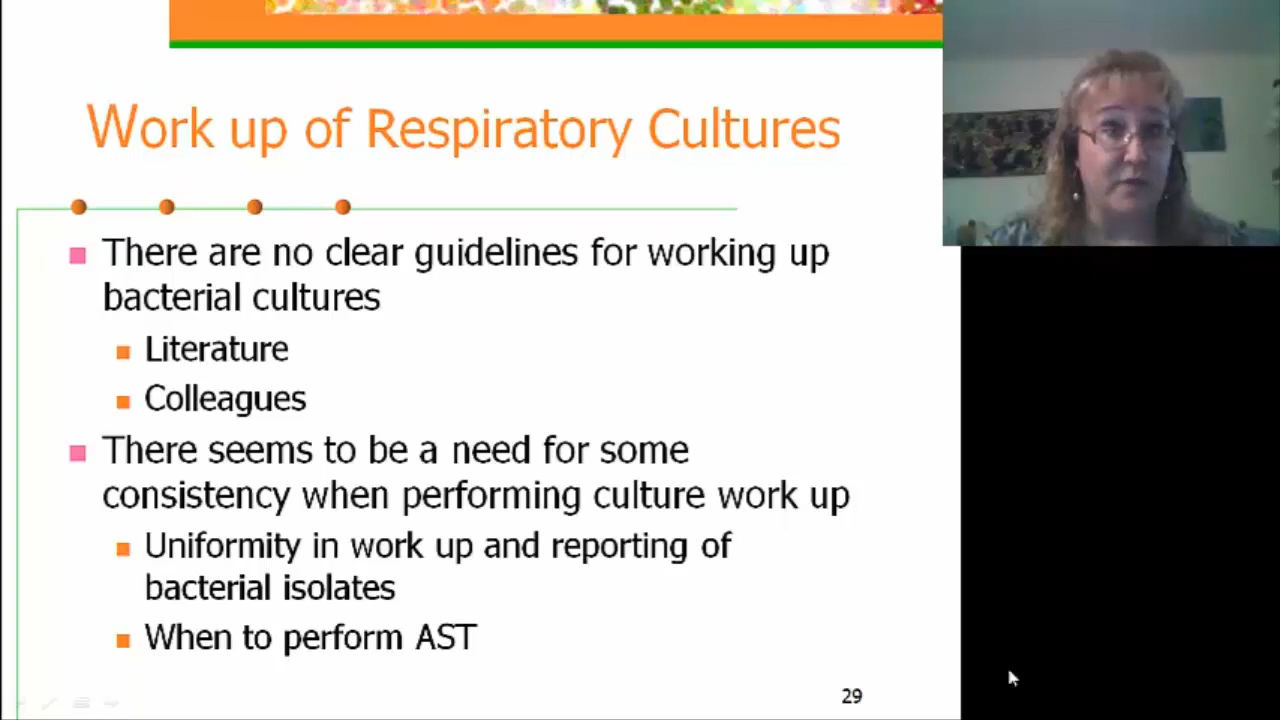 Work up of Respiratory Cultures
There are no clear guidelines for working up
bacterial cultures
Literature
Colleagues
There seems to be a need for some
consistency when performing culture work up
Uniformity in work up and reporting of
bacterial isolates
When to perform AST
29